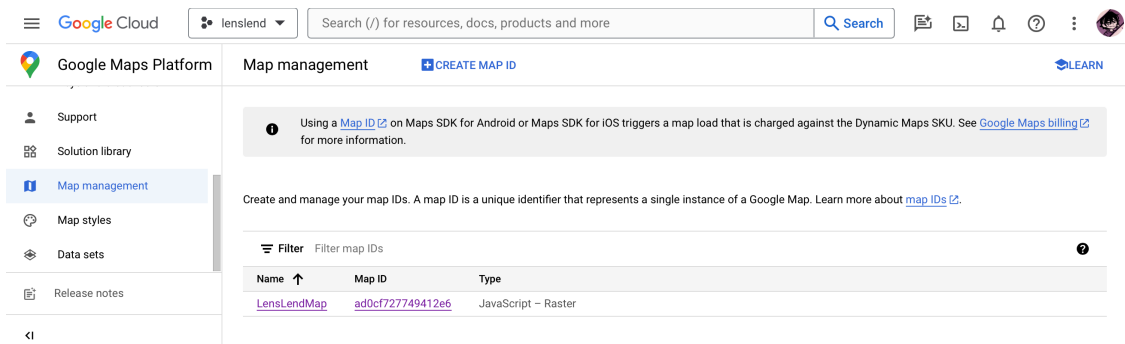 Google Cloud
lenslend
Search (/) for resources, docs, products and more
Search
Google Maps Platform
Map management
CREATE MAP ID
LEARN
Support
Solution library
Map management
Map styles
Data sets
Release notes
Using a Map ID on Maps SDK for Android or Maps SDK for iOS triggers a map load that is charged against the Dynamic Maps SKU. See Google Maps billing
for more information.
Create and manage your map IDs. A map ID is a unique identifier that represents a single instance of a Google Map. Learn more about map IDs.
Filter Filter map IDs
Name Map ID Type
LensLendMap ad0cf727749412e6 JavaScript – Raster